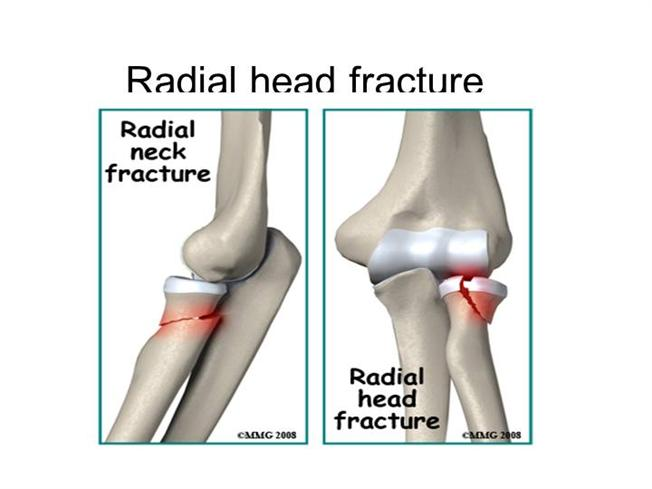 Radial head fracture
Radial
neck
fracture
©MMG 2008
Radial
head
fracture
©MMG 2008